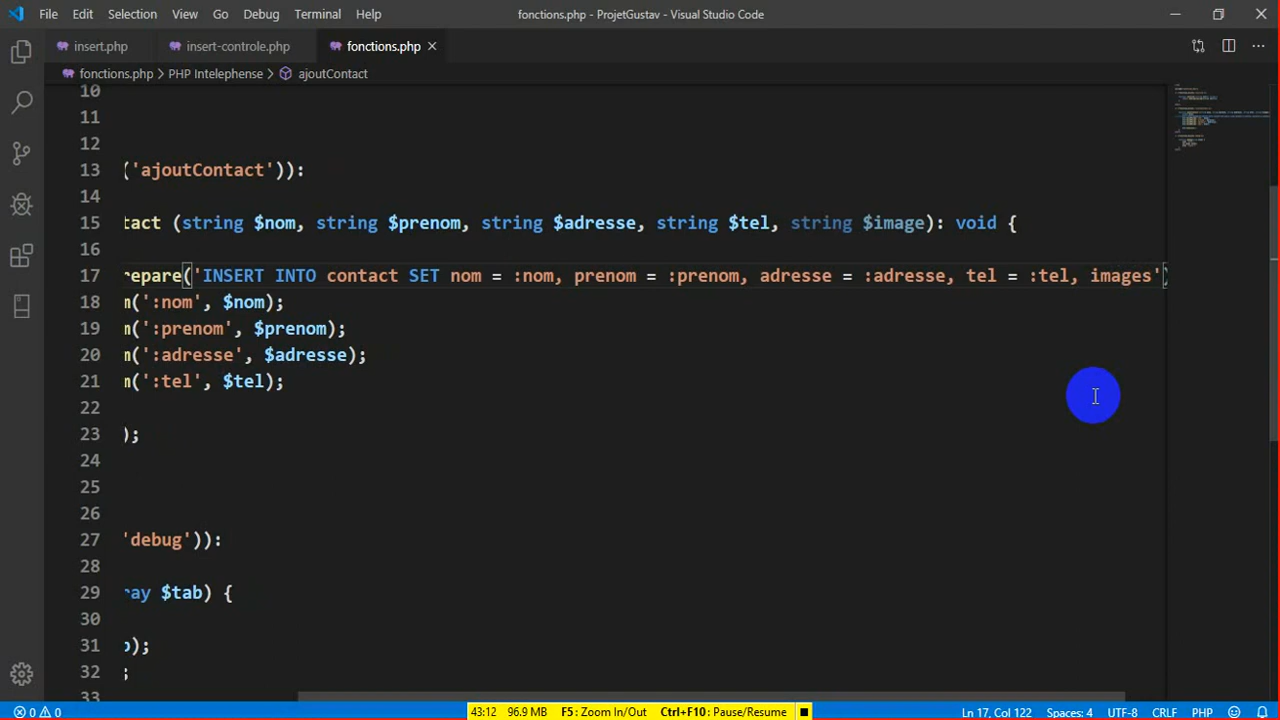 File Edit Selection View Go Debug Terminal Help fonctions.php - ProjetGustav - Visual Studio Code
insert.php insert-controle.php fonctions.php
fonctions.php > PHP Intelephense > ajoutContact
10
11
12
13 ('ajoutContact')):
14
15 tact (string $nom, string $prenom, string $adresse, string $tel, string $image): void {
16
17 repare('INSERT INTO contact SET nom = :nom, prenom = :prenom, adresse = :adresse, tel = :tel, images')
18 m(':nom', $nom);
19 m(':prenom', $prenom);
20 m(':adresse', $adresse);
21 m(':tel', $tel);
22
23 );
24
25
26
27 'debug')):
28
29 ray $tab) {
30
31 b);
32 ;
33
0 0 43:12 96.9 MB F5: Zoom In/Out Ctrl+F10: Pause/Resume Ln 17, Col 122 Spaces: 4 UTF-8 CRLF PHP